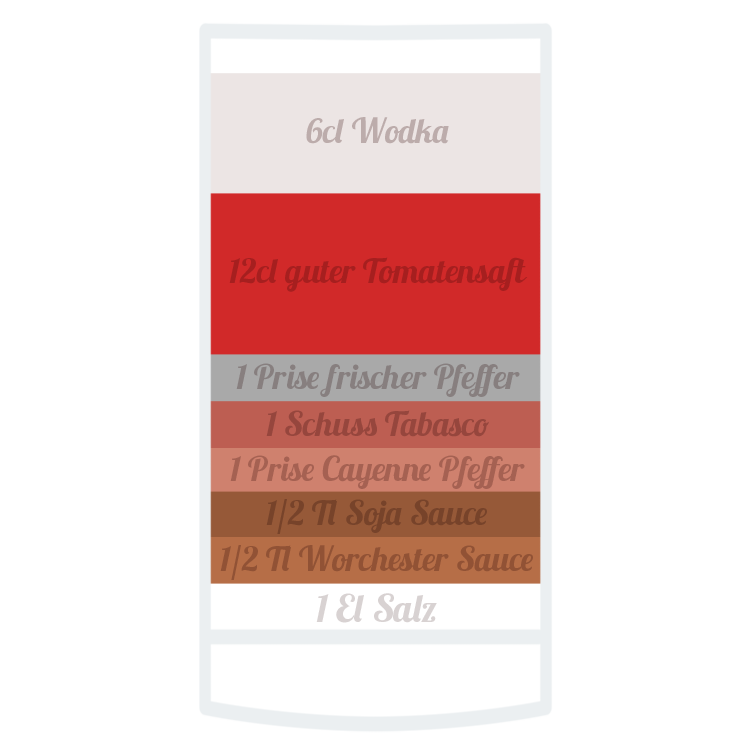 6cl Wodka
12cl guter Tomatensaft
1 Prise frischer Pfeffer
1 Schuss Tabasco
1 Prise Cayenne Pfeffer
1/2 Tl Soja Sauce
1/2 Tl Worchester Sauce
1 El Salz